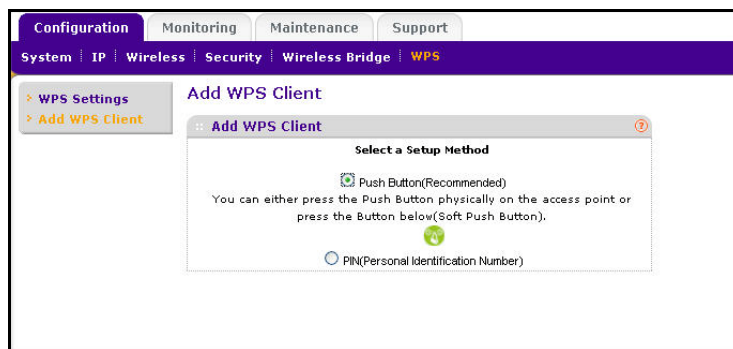 Configuration Monitoring Maintenance Support
System IP Wireless Security Wireless Bridge WPS
WPS Settings
Add WPS Client
Add WPS Client
Add WPS Client
Select a Setup Method
Push Button(Recommended)
You can either press the Push Button physically on the access point or
press the Button below(Soft Push Button).
PIN(Personal Identification Number)